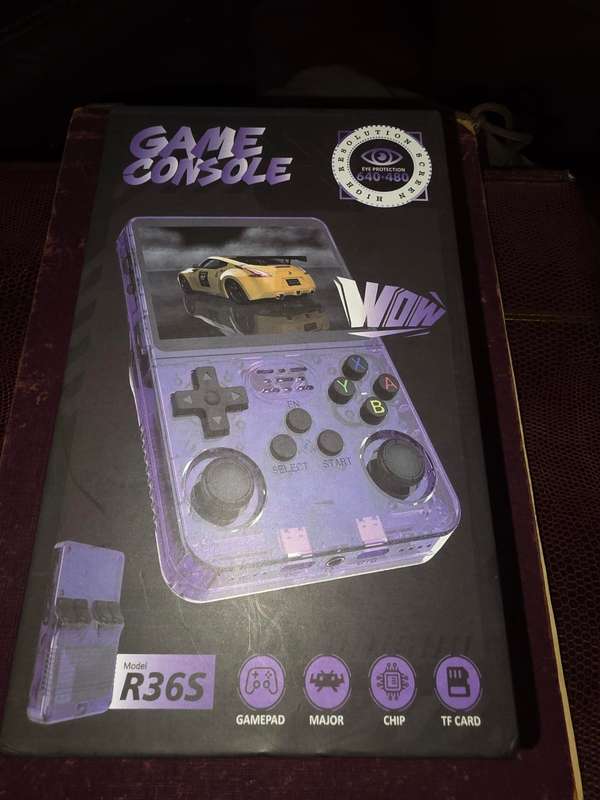 GAME
CONSOLE
HIGH RESOLUTION SCREEN
EYE PROTECTION
640*480
WOW
X
Y
A
B
FN
SELECT
START
Model
R36S
GAMEPAD
MAJOR
CHIP
TF CARD